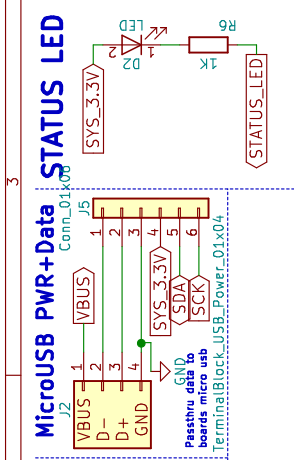 STATUS LED
SYS_3.3V
LED
D2
2
1
R6
1K
STATUS_LED
3
MicroUSB PWR+Data
Conn_01x06
J5
1
2
3
4
5
6
SYS_3.3V
SDA
SCK
VBUS
GND
1
2
3
4
J2
VBUS
D-
D+
GND
Passthru data to
boards micro usb
TerminalBlock_USB_Power_01x04